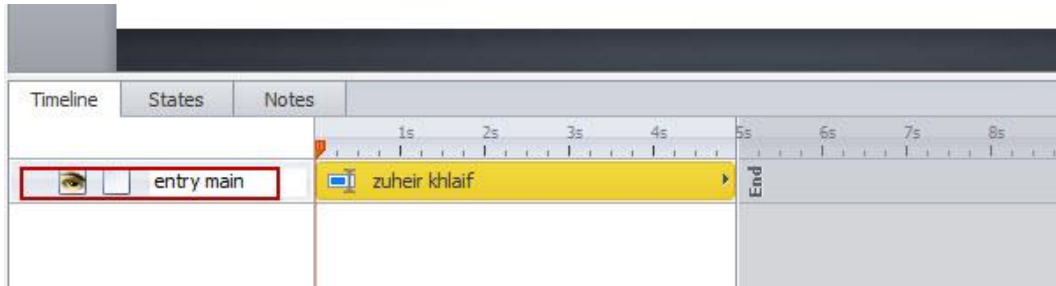 Timeline States Notes
1s 2s 3s 4s 5s 6s 7s 8s
entry main zuheir khlaif End